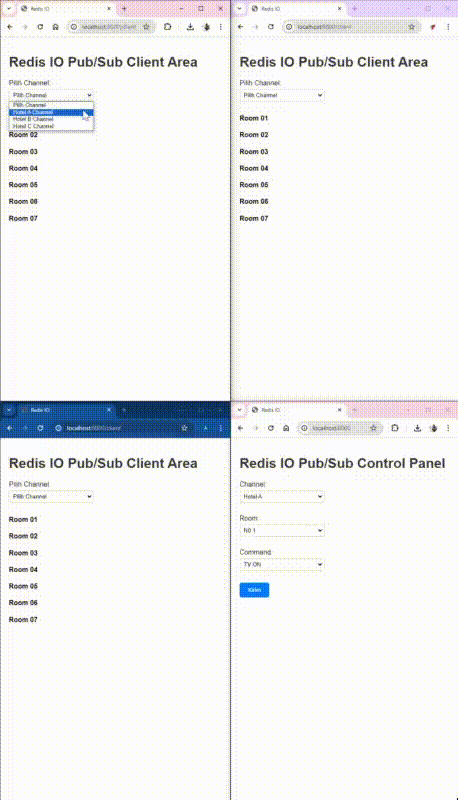 Redis IO
localhost:8000/client
Redis IO Pub/Sub Client Area
Pilih Channel:
Pilih Channel
Pilih Channel
Hotel A Channel
Hotel B Channel
Hotel C Channel
Room 02
Room 03
Room 04
Room 05
Room 06
Room 07
Redis IO
localhost:8000/client
Redis IO Pub/Sub Client Area
Pilih Channel:
Pilih Channel
Room 01
Room 02
Room 03
Room 04
Room 05
Room 06
Room 07
Redis IO
localhost:8000/client
Redis IO Pub/Sub Client Area
Pilih Channel:
Pilih Channel
Room 01
Room 02
Room 03
Room 04
Room 05
Room 06
Room 07
Redis IO
localhost:8000
Redis IO Pub/Sub Control Panel
Channel:
Hotel A
Room:
N0 1
Command:
TV ON
Kirim